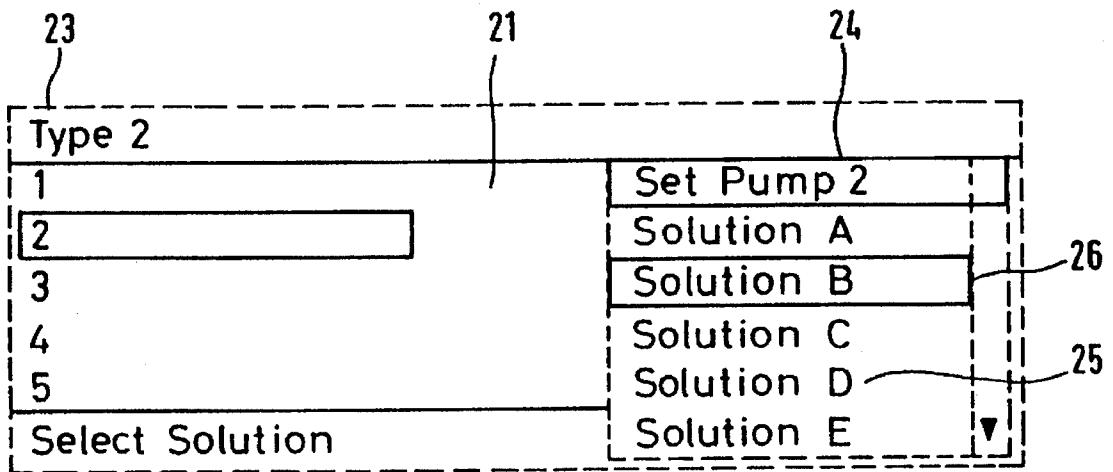 23 21 24
Type 2
1
2
3
4
5
Select Solution
Set Pump 2
Solution A
Solution B
Solution C
Solution D
Solution E
26
25